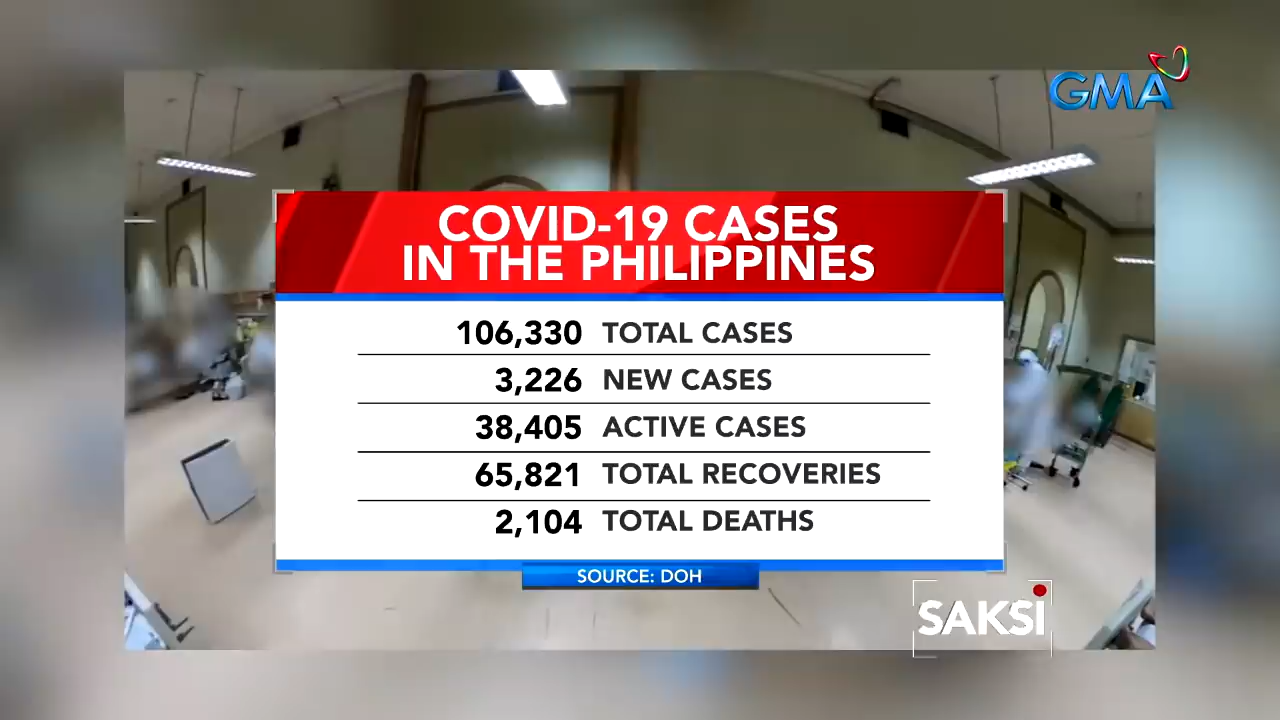 GMA
COVID-19 CASES
IN THE PHILIPPINES
106,330 TOTAL CASES
3,226 NEW CASES
38,405 ACTIVE CASES
65,821 TOTAL RECOVERIES
2,104 TOTAL DEATHS
SOURCE: DOH
SAKSi